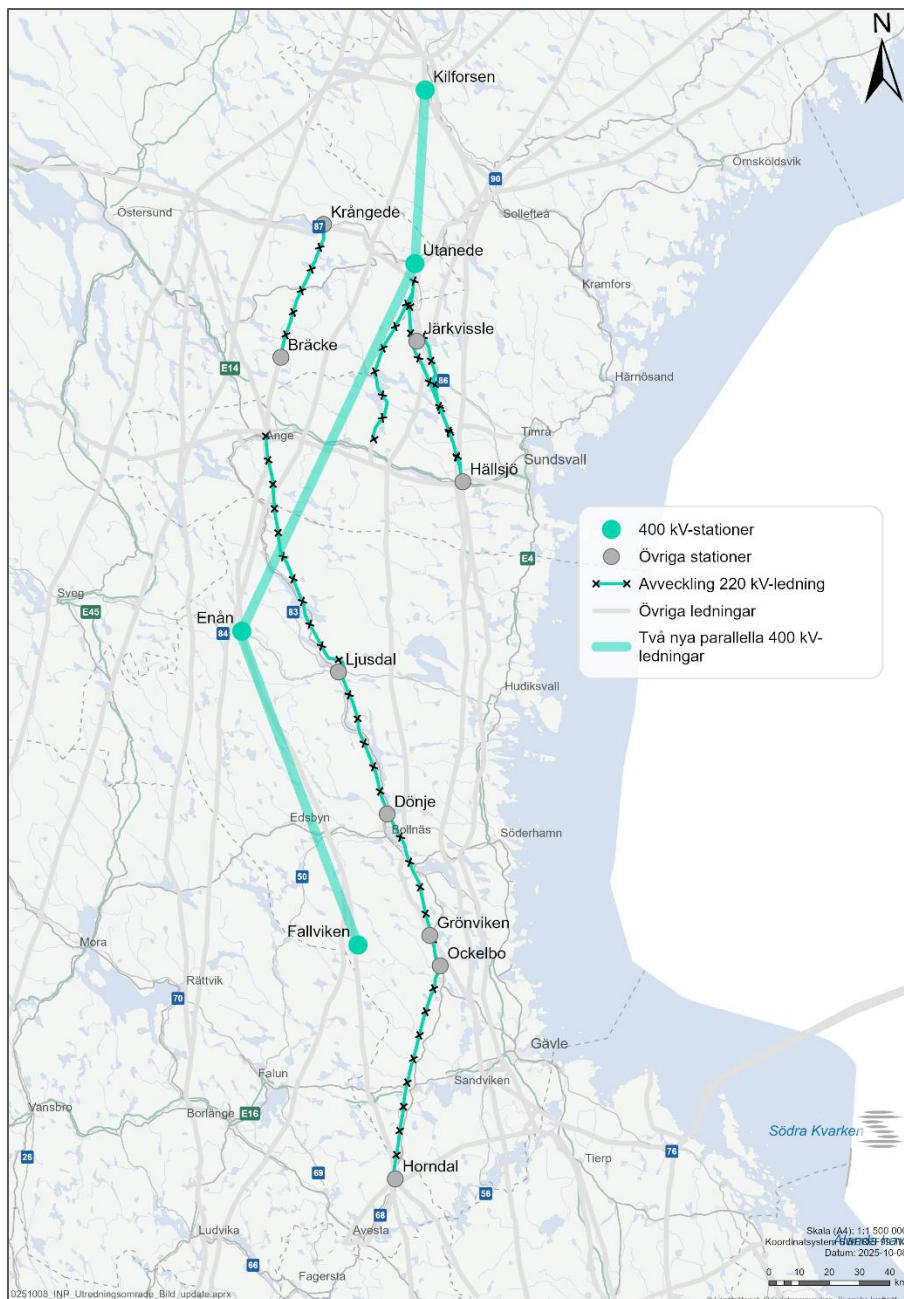 N
Kilforsen
Örnsköldsvik
90
Östersund
Krångede
Sollefteå
87
Utanede
Kramfors
Järkvissle
Bräcke
E14
86
Härnösand
Ånge
Timrå
Sundsvall
Hällsjö
400 kV-stationer
Övriga stationer
E4
Avveckling 220 kV-ledning
Sveg
Övriga ledningar
E45
83
Enån
84
Två nya parallella 400 kV-
ledningar
Ljusdal
Hudiksvall
Dönje
Edsbyn
Bollnäs
Söderhamn
50
Grönviken
Fallviken
Mora
Ockelbo
Rättvik
70
Gävle
Falun
Sandviken
Vansbro
Borlänge
E16
Södra Kvarken
26
76
Tierp
69
Horndal
56
68
Ludvika
Avesta
Skala (A4): 1:1 500 000
Koordinatsystem
Datum: 2025-10-08
66
Fagersta
0 10 20 30 40
km
0251008_INP_Utredningsomrade_Bild_update.aprx